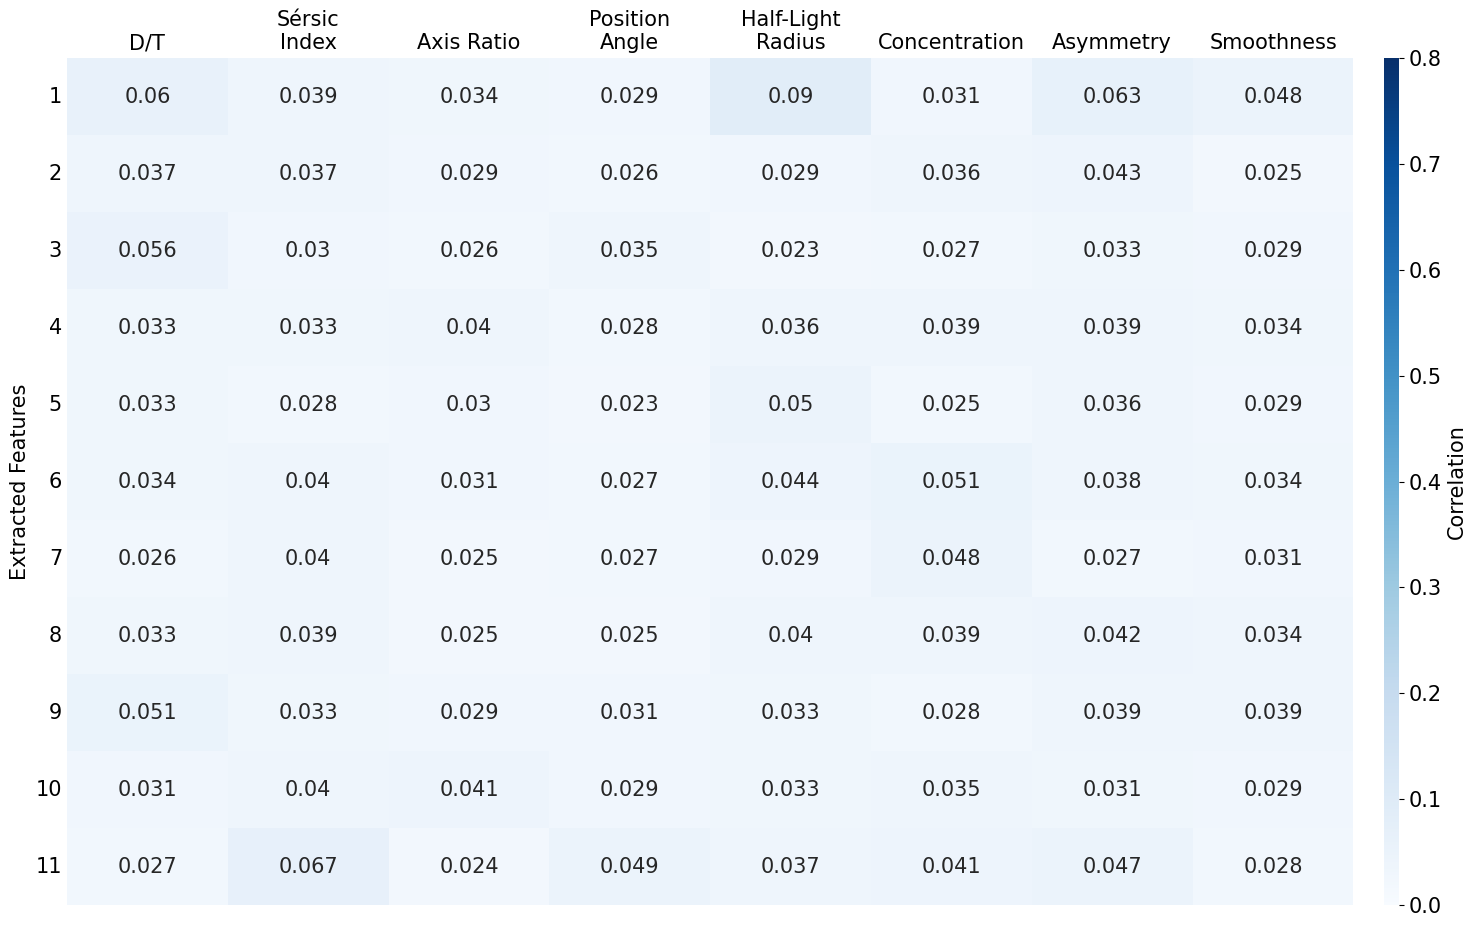 Sérsic Position Half-Light
D/T Index Axis Ratio Angle Radius Concentration Asymmetry Smoothness
1 0.06 0.039 0.034 0.029 0.09 0.031 0.063 0.048
2 0.037 0.037 0.029 0.026 0.029 0.036 0.043 0.025
3 0.056 0.03 0.026 0.035 0.023 0.027 0.033 0.029
4 0.033 0.033 0.04 0.028 0.036 0.039 0.039 0.034
5 0.033 0.028 0.03 0.023 0.05 0.025 0.036 0.029
6 0.034 0.04 0.031 0.027 0.044 0.051 0.038 0.034
7 0.026 0.04 0.025 0.027 0.029 0.048 0.027 0.031
8 0.033 0.039 0.025 0.025 0.04 0.039 0.042 0.034
9 0.051 0.033 0.029 0.031 0.033 0.028 0.039 0.039
10 0.031 0.04 0.041 0.029 0.033 0.035 0.031 0.029
11 0.027 0.067 0.024 0.049 0.037 0.041 0.047 0.028
Extracted Features
0.8
0.7
0.6
0.5
0.4
0.3
0.2
0.1
0.0
Correlation